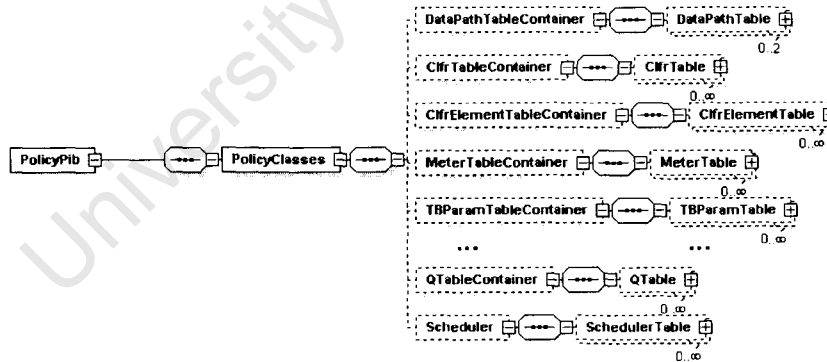 DataPathTableContainer DataPathTable
0..2
ClfrTableContainer ClfrTable
0..∞
ClfrElementTableContainer ClfrElementTable
0..∞
PolicyPib PolicyClasses MeterTableContainer MeterTable
0..∞
TBParamTableContainer TBParamTable
0..∞
... ...
QTableContainer QTable
0..∞
Scheduler SchedulerTable
0..∞
University